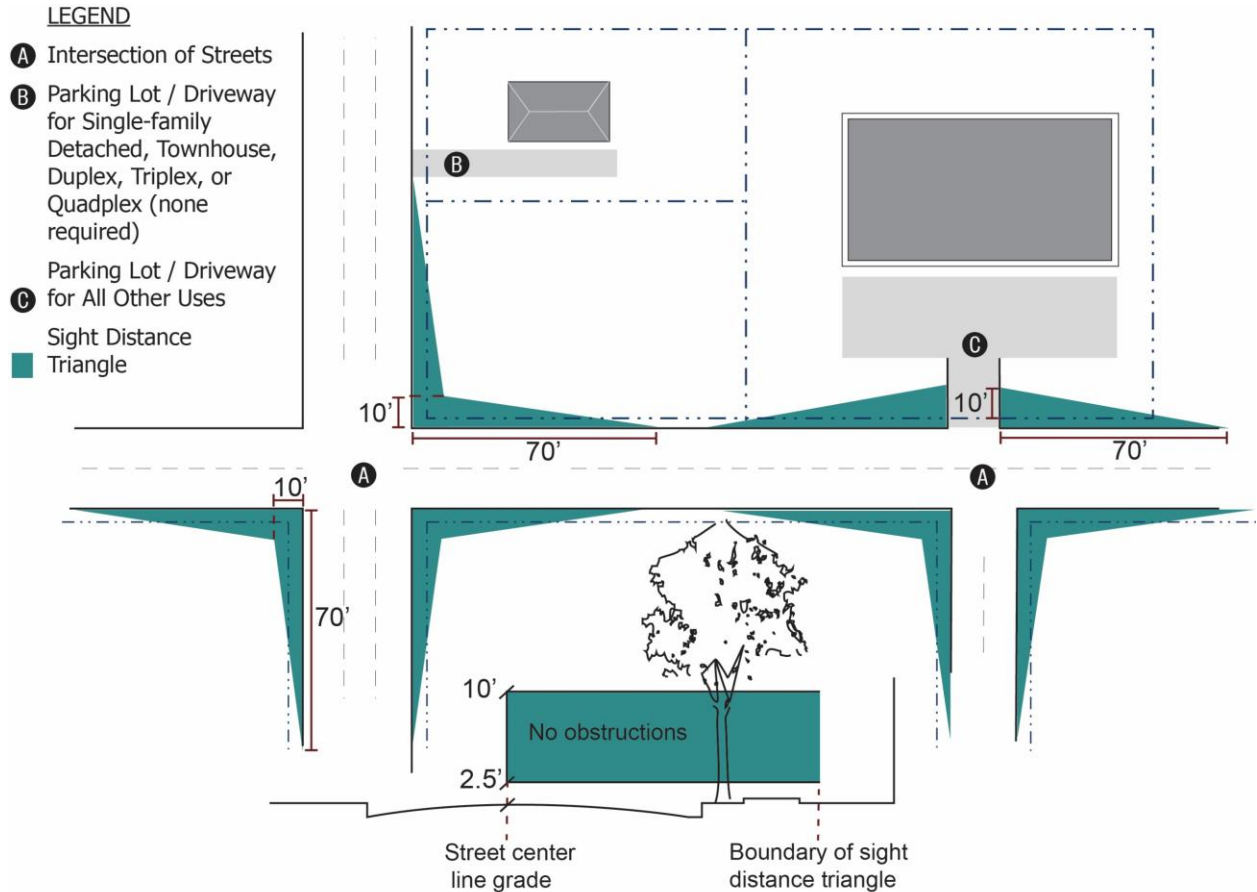 LEGEND
A Intersection of Streets
B Parking Lot / Driveway
for Single-family
Detached, Townhouse,
Duplex, Triplex, or
Quadplex (none
required)
Parking Lot / Driveway
C for All Other Uses
Sight Distance
Triangle
B
C
10’
70’
10’
70’
A
A
10’
70’
10’
No obstructions
2.5’
Street center
line grade
Boundary of sight
distance triangle